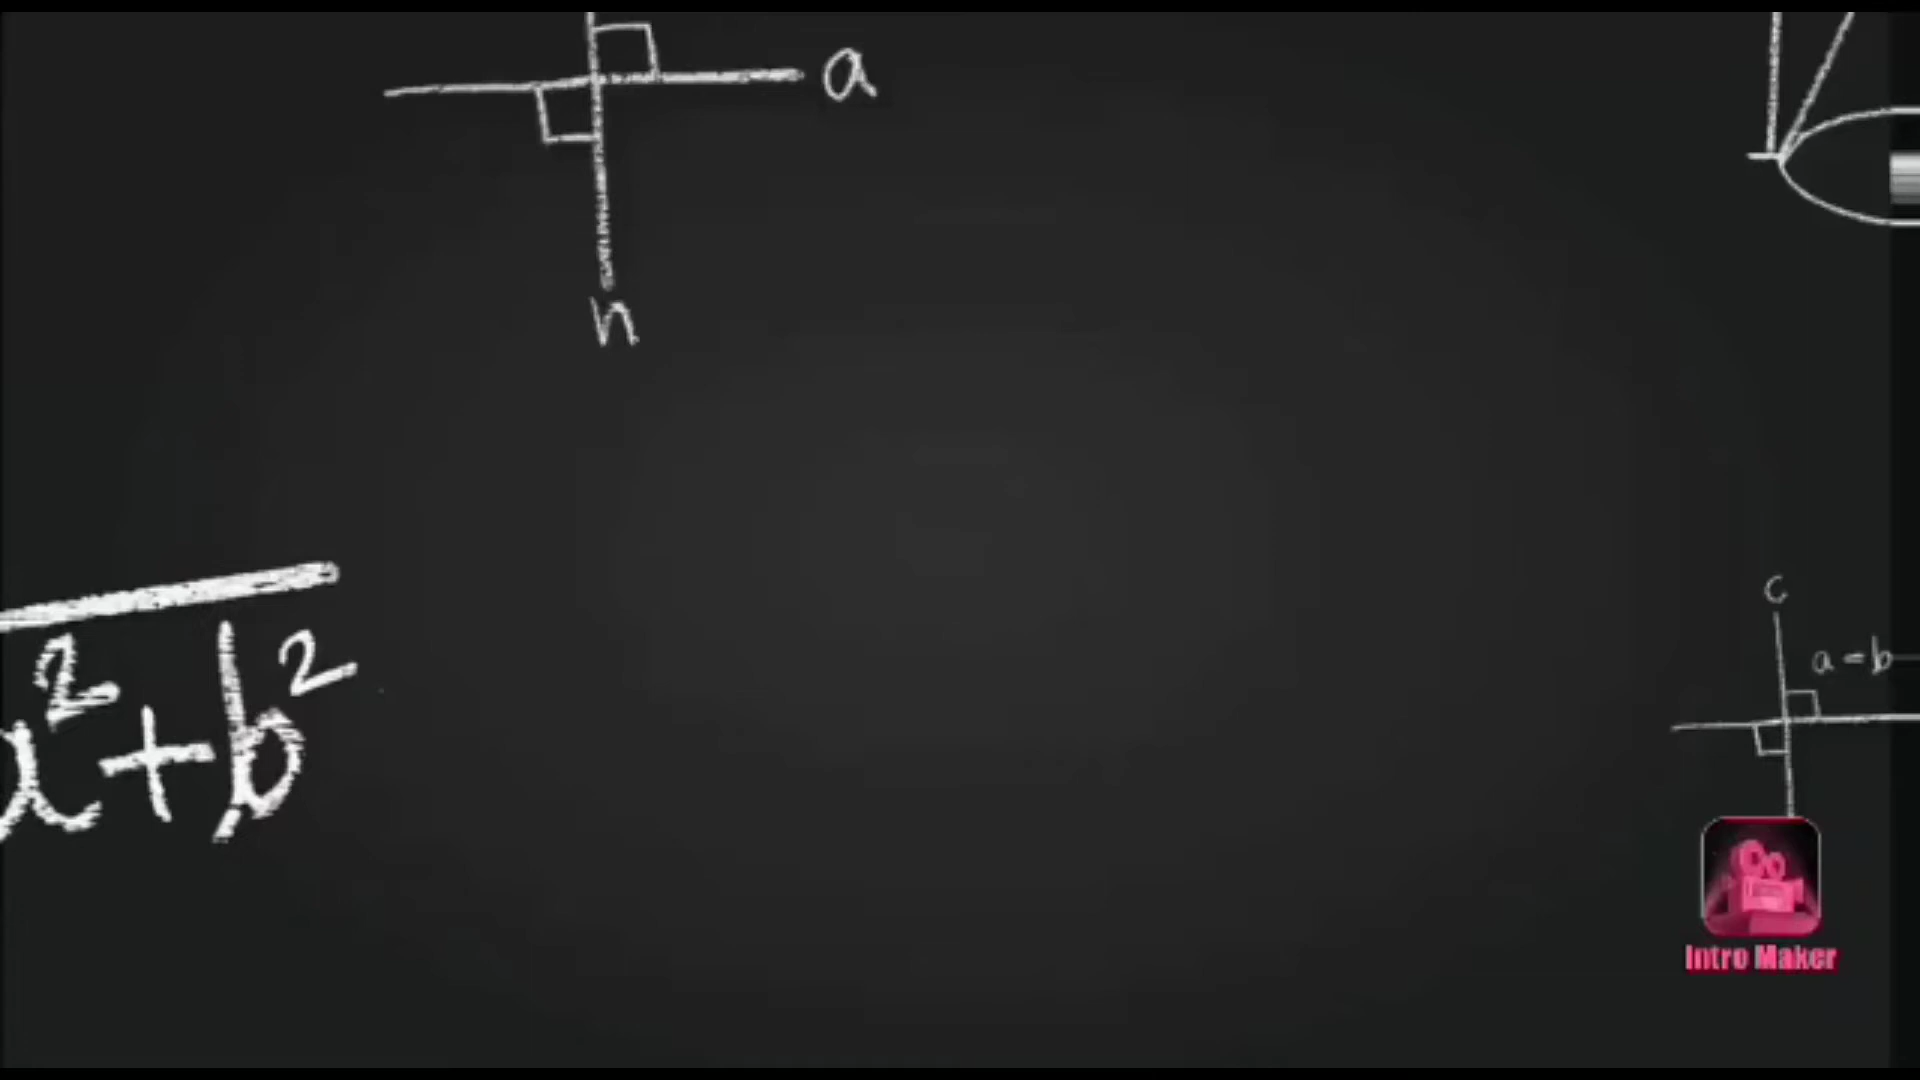 a
n
a²+b²
c
a=b
Intro Maker